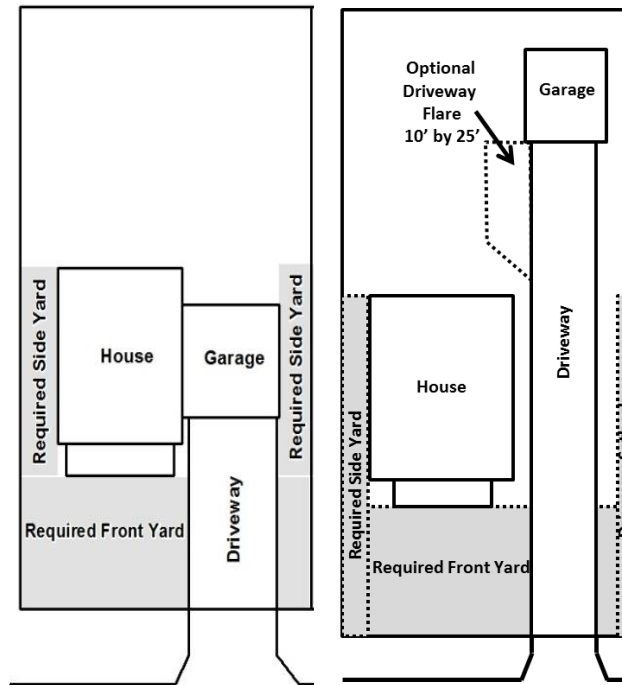 Required Side Yard
House
Garage
Required Side Yard
Required Front Yard
Driveway
Optional
Driveway
Flare
10' by 25'
Garage
Driveway
House
Required Side Yard
Required Front Yard